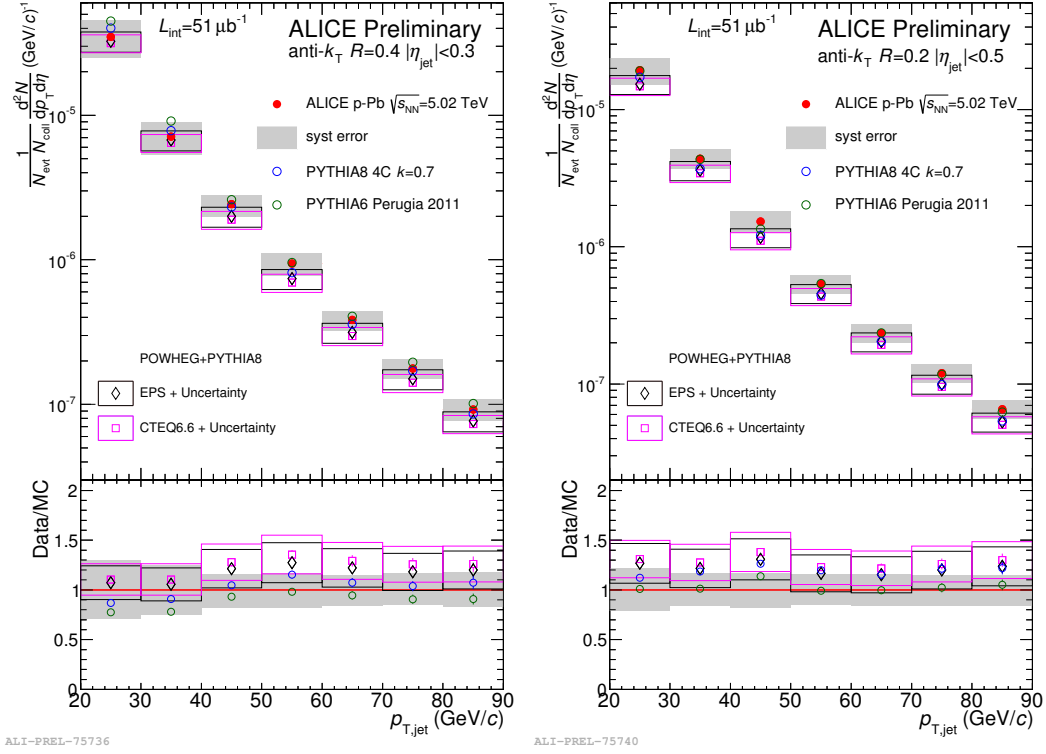 L_int=51 μb⁻¹
ALICE Preliminary
anti-k_T R=0.4 |η_jet|<0.3
1/(N_evt N_coll) d²N/(dp_T dη) (GeV/c)⁻¹
ALICE p-Pb √s_NN=5.02 TeV
syst error
PYTHIA8 4C k=0.7
PYTHIA6 Perugia 2011
10⁻⁵
10⁻⁶
10⁻⁷
POWHEG+PYTHIA8
EPS + Uncertainty
CTEQ6.6 + Uncertainty
Data/MC
2
1.5
1
0.5
0
20 30 40 50 60 70 80 90
p_T,jet (GeV/c)
ALI-PREL-75736
L_int=51 μb⁻¹
ALICE Preliminary
anti-k_T R=0.2 |η_jet|<0.5
1/(N_evt N_coll) d²N/(dp_T dη) (GeV/c)⁻¹
ALICE p-Pb √s_NN=5.02 TeV
syst error
PYTHIA8 4C k=0.7
PYTHIA6 Perugia 2011
10⁻⁵
10⁻⁶
10⁻⁷
POWHEG+PYTHIA8
EPS + Uncertainty
CTEQ6.6 + Uncertainty
Data/MC
2
1.5
1
0.5
0
20 30 40 50 60 70 80 90
p_T,jet (GeV/c)
ALI-PREL-75740